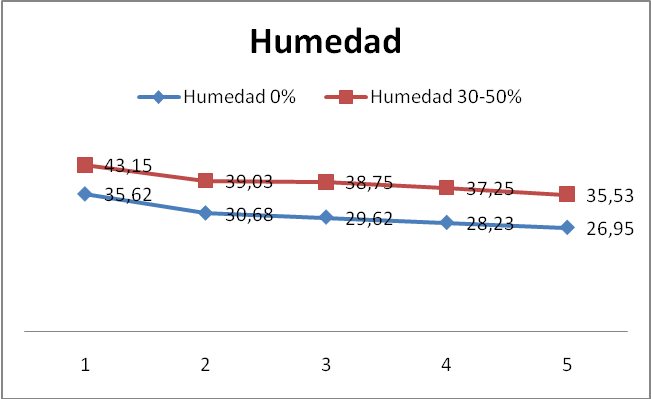 Humedad
Humedad 0% Humedad 30-50%
43,15 39,03 38,75 37,25 35,53
35,62 30,68 29,62 28,23 26,95
1 2 3 4 5